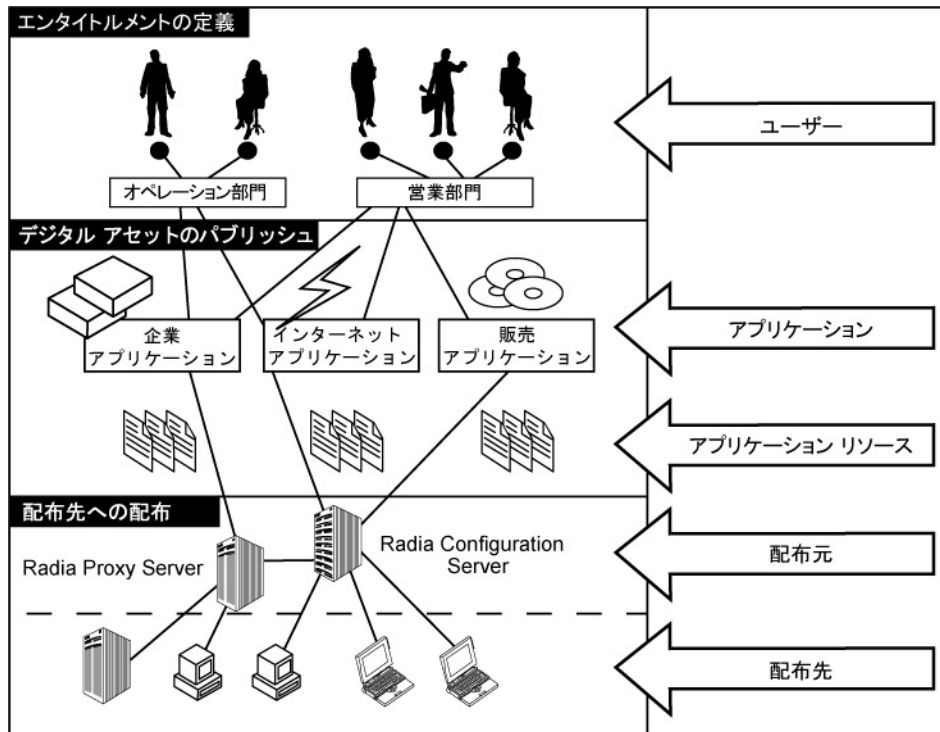 エンタイトルメントの定義
ユーザー
オペレーション部門
営業部門
デジタル アセットのパブリッシュ
企業
アプリケーション
インターネット
アプリケーション
販売
アプリケーション
アプリケーション
アプリケーション リソース
配布先への配布
Radia Proxy Server
Radia Configuration
Server
配布元
配布先